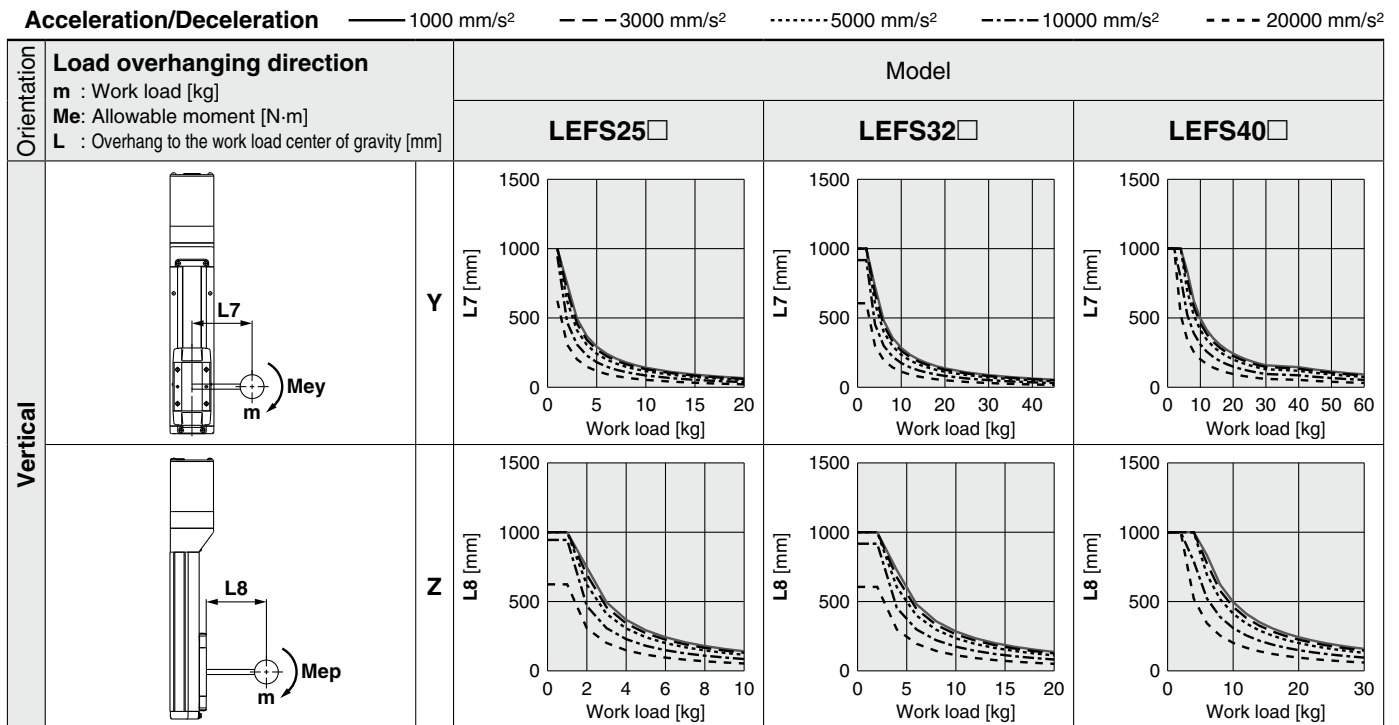 Acceleration/Deceleration 1000 mm/s² 3000 mm/s² 5000 mm/s² 10000 mm/s² 20000 mm/s²
Orientation
Load overhanging direction
m : Work load [kg]
Me: Allowable moment [N·m]
L : Overhang to the work load center of gravity [mm]
Model
LEFS25□ LEFS32□ LEFS40□
Vertical
L7
Mey
m
Y
1500
1000
500
0
L7 [mm]
0 5 10 15 20
Work load [kg]
1500
1000
500
0
L7 [mm]
0 10 20 30 40
Work load [kg]
1500
1000
500
0
L7 [mm]
0 10 20 30 40 50 60
Work load [kg]
L8
Mep
m
Z
1500
1000
500
0
L8 [mm]
0 2 4 6 8 10
Work load [kg]
1500
1000
500
0
L8 [mm]
0 5 10 15 20
Work load [kg]
1500
1000
500
0
L8 [mm]
0 10 20 30
Work load [kg]